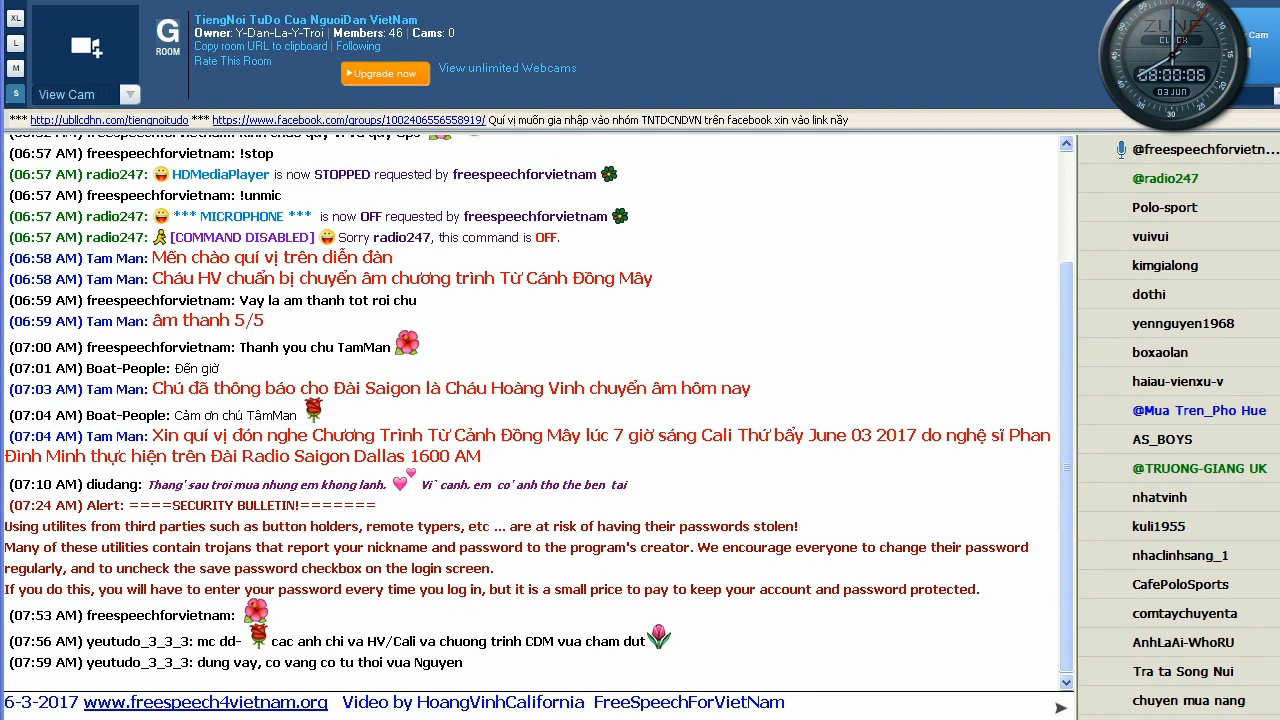 XL
L
M
S
View Cam
G
ROOM
TiengNoi TuDo Cua NguoiDan VietNam
Owner: Y-Dan-La-Y-Troi | Members: 46 | Cams: 0
Copy room URL to clipboard | Following
Rate This Room
Upgrade now
View unlimited Webcams
ZUNE
CLICK
08:00:06
03 JUN
Cam
*** http://ubllcdhn.com/tiengnoitudo *** https://www.facebook.com/groups/1002406556558919/ Quí vị muốn gia nhập vào nhóm TNTDCNDVN trên facebook xin vào link nầy
(06:57 AM) freespeechforvietnam: !stop
(06:57 AM) radio247: HDMediaPlayer is now STOPPED requested by freespeechforvietnam
(06:57 AM) freespeechforvietnam: !unmic
(06:57 AM) radio247: *** MICROPHONE *** is now OFF requested by freespeechforvietnam
(06:57 AM) radio247: [COMMAND DISABLED] Sorry radio247, this command is OFF.
(06:58 AM) Tam Man: Mến chào quí vị trên diễn đàn
(06:58 AM) Tam Man: Cháu HV chuẩn bị chuyển âm chương trình Từ Cánh Đồng Mây
(06:59 AM) freespeechforvietnam: Vay la am thanh tot roi chu
(06:59 AM) Tam Man: âm thanh 5/5
(07:00 AM) freespeechforvietnam: Thank you chu TamMan
(07:01 AM) Boat-People: Đến giờ
(07:03 AM) Tam Man: Chú đã thông báo cho Đài Saigon là Cháu Hoàng Vinh chuyển âm hôm nay
(07:04 AM) Boat-People: Cảm ơn chú TâmMan
(07:04 AM) Tam Man: Xin quí vị đón nghe Chương Trình Từ Cảnh Đồng Mây lúc 7 giờ sáng Cali Thứ bẩy June 03 2017 do nghệ sĩ Phan
Đình Minh thực hiện trên Đài Radio Saigon Dallas 1600 AM
(07:10 AM) diudang: Thang' sau troi mua nhung em khong lanh. Vi` canh. em co' anh tho the ben tai
(07:24 AM) Alert: ====SECURITY BULLETIN!=======
Using utilites from third parties such as button holders, remote typers, etc ... are at risk of having their passwords stolen!
Many of these utilities contain trojans that report your nickname and password to the program's creator. We encourage everyone to change their password
regularly, and to uncheck the save password checkbox on the login screen.
If you do this, you will have to enter your password every time you log in, but it is a small price to pay to keep your account and password protected.
(07:53 AM) freespeechforvietnam:
(07:56 AM) yeutudo_3_3_3: mc dd- cac anh chi va HV/Cali va chuong trinh CDM vua cham dut
(07:59 AM) yeutudo_3_3_3: dung vay, co vang co tu thoi vua Nguyen
6-3-2017 www.freespeech4vietnam.org Video by HoangVinhCalifornia FreeSpeechForVietNam
@freespeechforvietn...
@radio247
Polo-sport
vuivui
kimgialong
dothi
yennguyen1968
boxaolan
haiau-vienxu-v
@Mua Tren_Pho Hue
AS_BOYS
@TRUONG-GIANG UK
nhatvinh
kuli1955
nhaclinhsang_1
CafePoloSports
comtaychuyenta
AnhLaAi-WhoRU
Tra ta Song Nui
chuyen mua nang